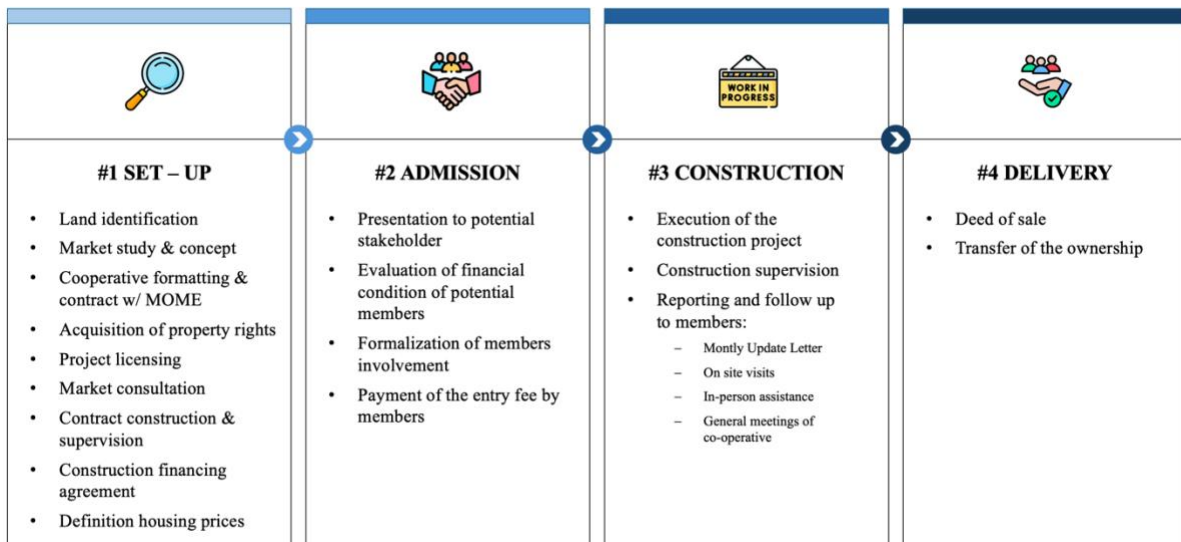 WORK IN
PROGRESS
#1 SET – UP
• Land identification
• Market study & concept
• Cooperative formatting &
contract w/ MOME
• Acquisition of property rights
• Project licensing
• Market consultation
• Contract construction &
supervision
• Construction financing
agreement
• Definition housing prices
#2 ADMISSION
• Presentation to potential
stakeholder
• Evaluation of financial
condition of potential
members
• Formalization of members
involvement
• Payment of the entry fee by
members
#3 CONSTRUCTION
• Execution of the
construction project
• Construction supervision
• Reporting and follow up
to members:
– Montly Update Letter
– On site visits
– In-person assistance
– General meetings of
co-operative
#4 DELIVERY
• Deed of sale
• Transfer of the ownership